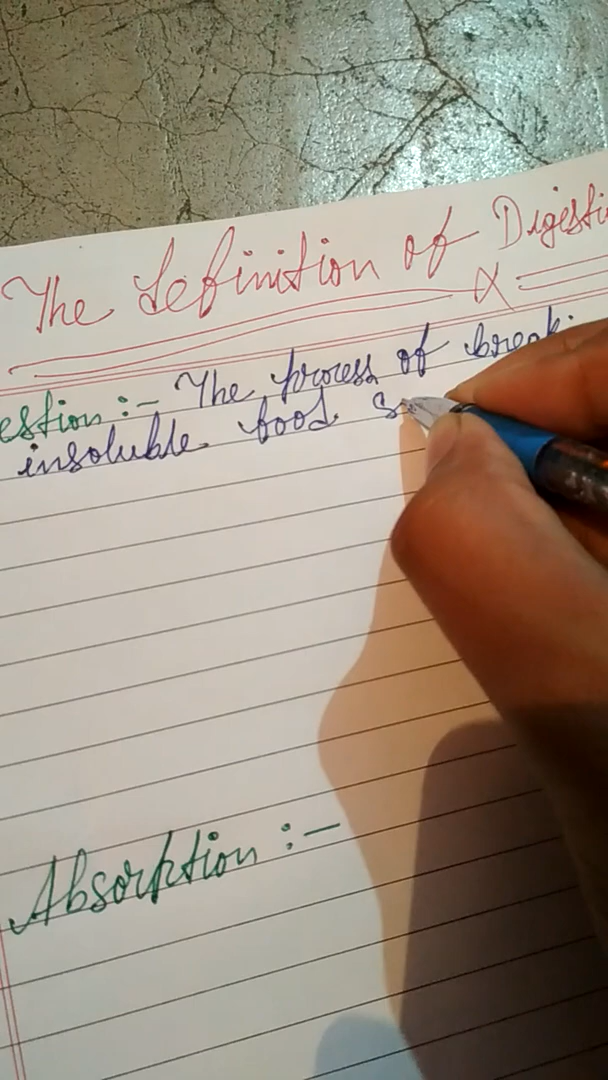 The Definition of Digesti
estion :- The process of break.
insoluble food s
Absorption :-